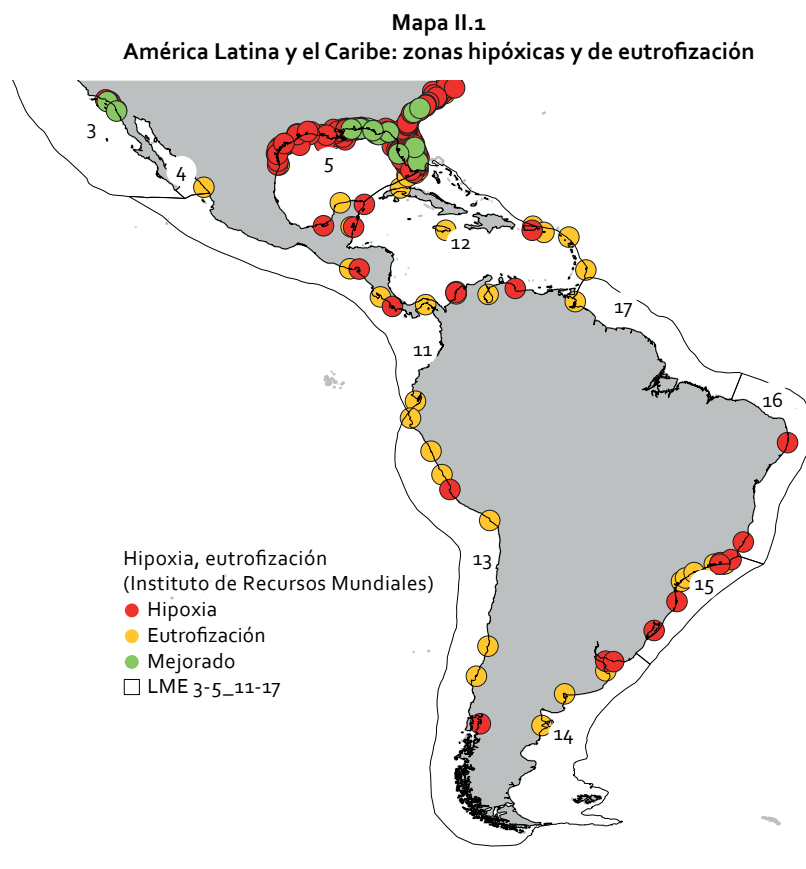 Mapa II.1
América Latina y el Caribe: zonas hipóxicas y de eutrofización
3
4
5
12
17
11
16
13
15
14
Hipoxia, eutrofización
(Instituto de Recursos Mundiales)
Hipoxia
Eutrofización
Mejorado
LME 3-5_11-17